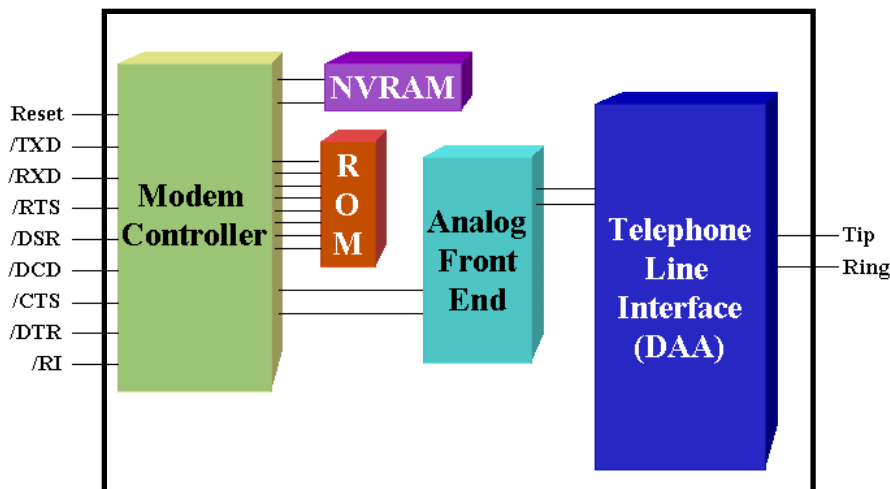 Reset
/TXD
/RXD
/RTS
/DSR
/DCD
/CTS
/DTR
/RI
Modem
Controller
NVRAM
R
O
M
Analog
Front
End
Telephone
Line
Interface
(DAA)
Tip
Ring